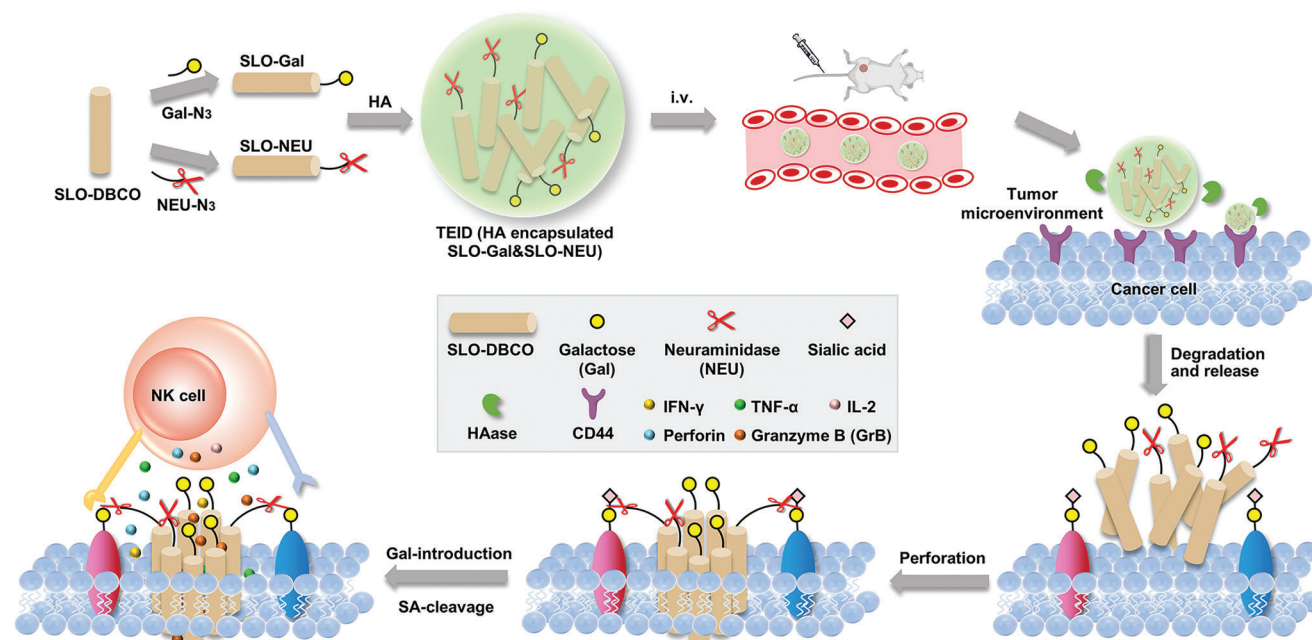 SLO-DBCO
Gal-N3
NEU-N3
SLO-Gal
SLO-NEU
HA
TEID (HA encapsulated
SLO-Gal&SLO-NEU)
i.v.
Tumor
microenvironment
Cancer cell
Degradation
and release
SLO-DBCO
Galactose
(Gal)
Neuraminidase
(NEU)
Sialic acid
HAase
CD44
IFN-γ
TNF-α
IL-2
Perforin
Granzyme B (GrB)
Perforation
Gal-introduction
SA-cleavage
NK cell